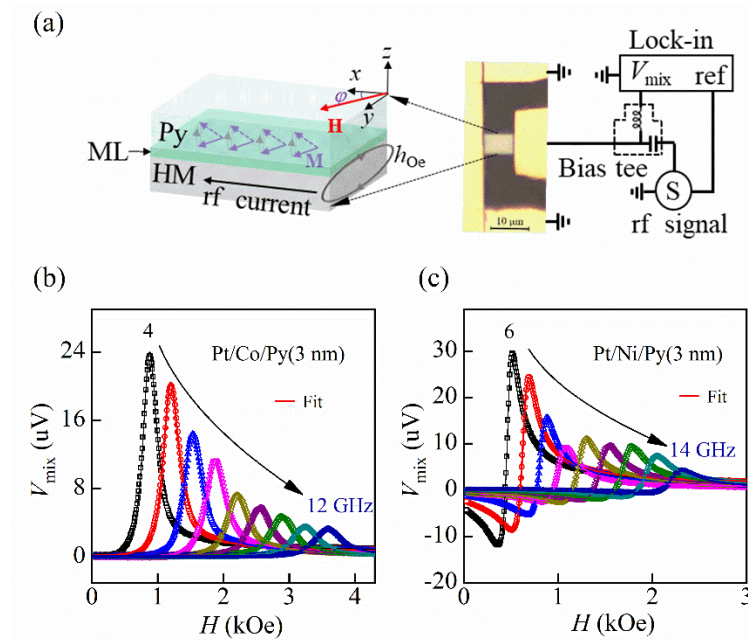 (a)
z
x
φ
y
H
Py
M
ML
HM
rf current
hOe
10 μm
Lock-in
Vmix ref
Bias tee
S
rf signal
(b)
4
Pt/Co/Py(3 nm)
Fit
12 GHz
24
16
8
0
Vmix (uV)
0 1 2 3 4
H (kOe)
(c)
6
Pt/Ni/Py(3 nm)
Fit
14 GHz
30
20
10
0
-10
-20
Vmix (uV)
0 1 2 3
H (kOe)